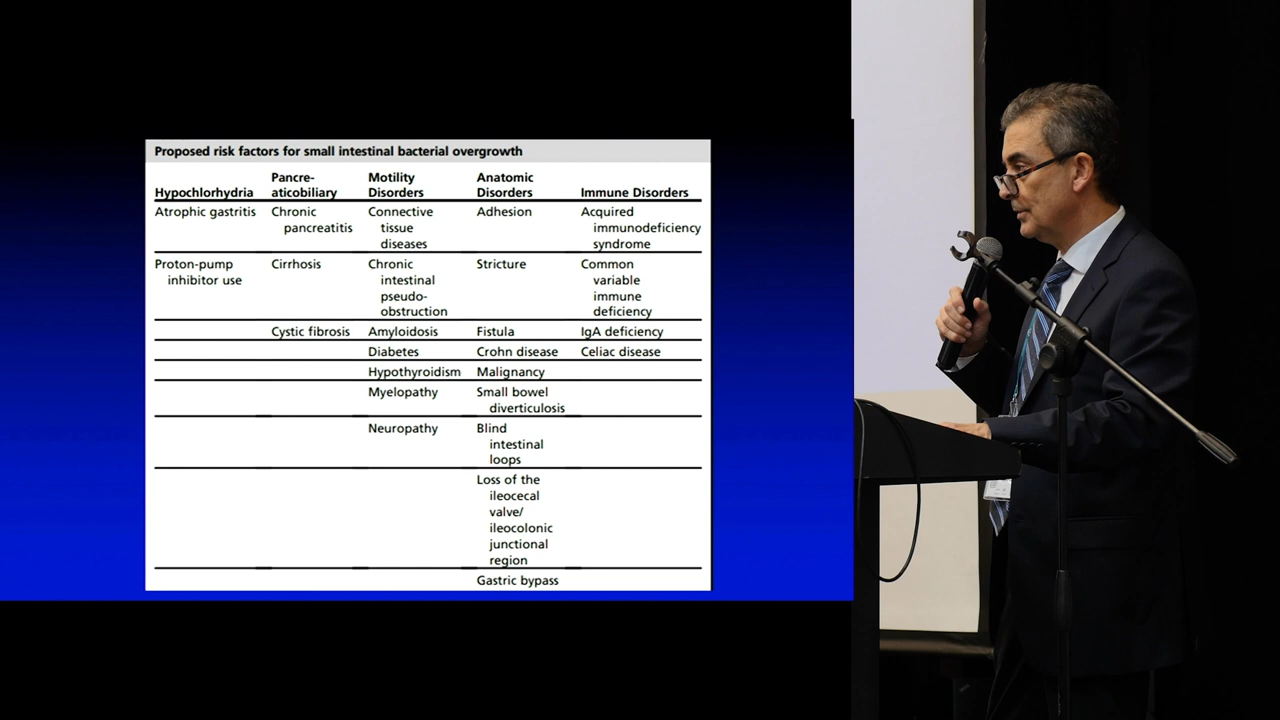 Proposed risk factors for small intestinal bacterial overgrowth
Hypochlorhydria
Pancre-
aticobiliary
Motility
Disorders
Anatomic
Disorders
Immune Disorders
Atrophic gastritis
Chronic
pancreatitis
Connective
tissue
diseases
Adhesion
Acquired
immunodeficiency
syndrome
Proton-pump
inhibitor use
Cirrhosis
Chronic
intestinal
pseudo-
obstruction
Stricture
Common
variable
immune
deficiency
Cystic fibrosis
Amyloidosis
Fistula
IgA deficiency
Diabetes
Crohn disease
Celiac disease
Hypothyroidism
Malignancy
Myelopathy
Small bowel
diverticulosis
Neuropathy
Blind
intestinal
loops
Loss of the
ileocecal
valve/
ileocolonic
junctional
region
Gastric bypass